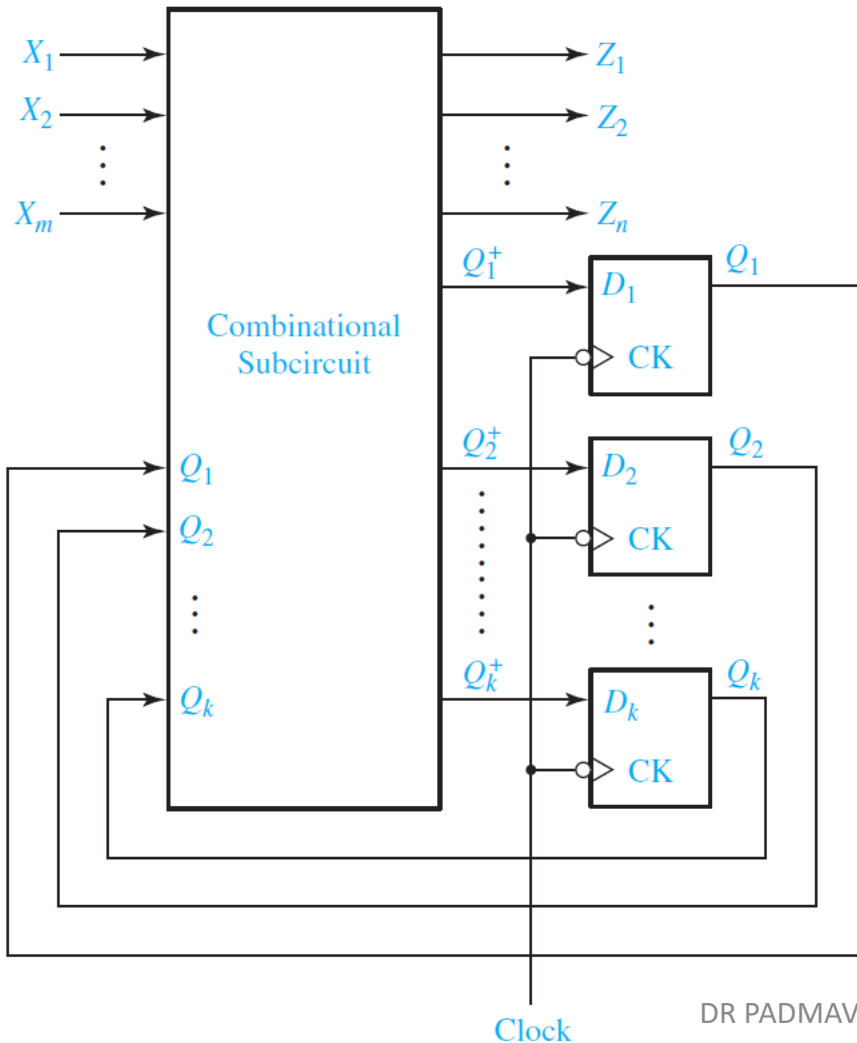 X₁
X₂
Xₘ
Z₁
Z₂
Zₙ
Combinational
Subcircuit
Q₁
Q₂
Qₖ
Q₁⁺
Q₂⁺
Qₖ⁺
D₁
CK
Q₁
D₂
CK
Q₂
Dₖ
CK
Qₖ
Clock
DR PADMAV